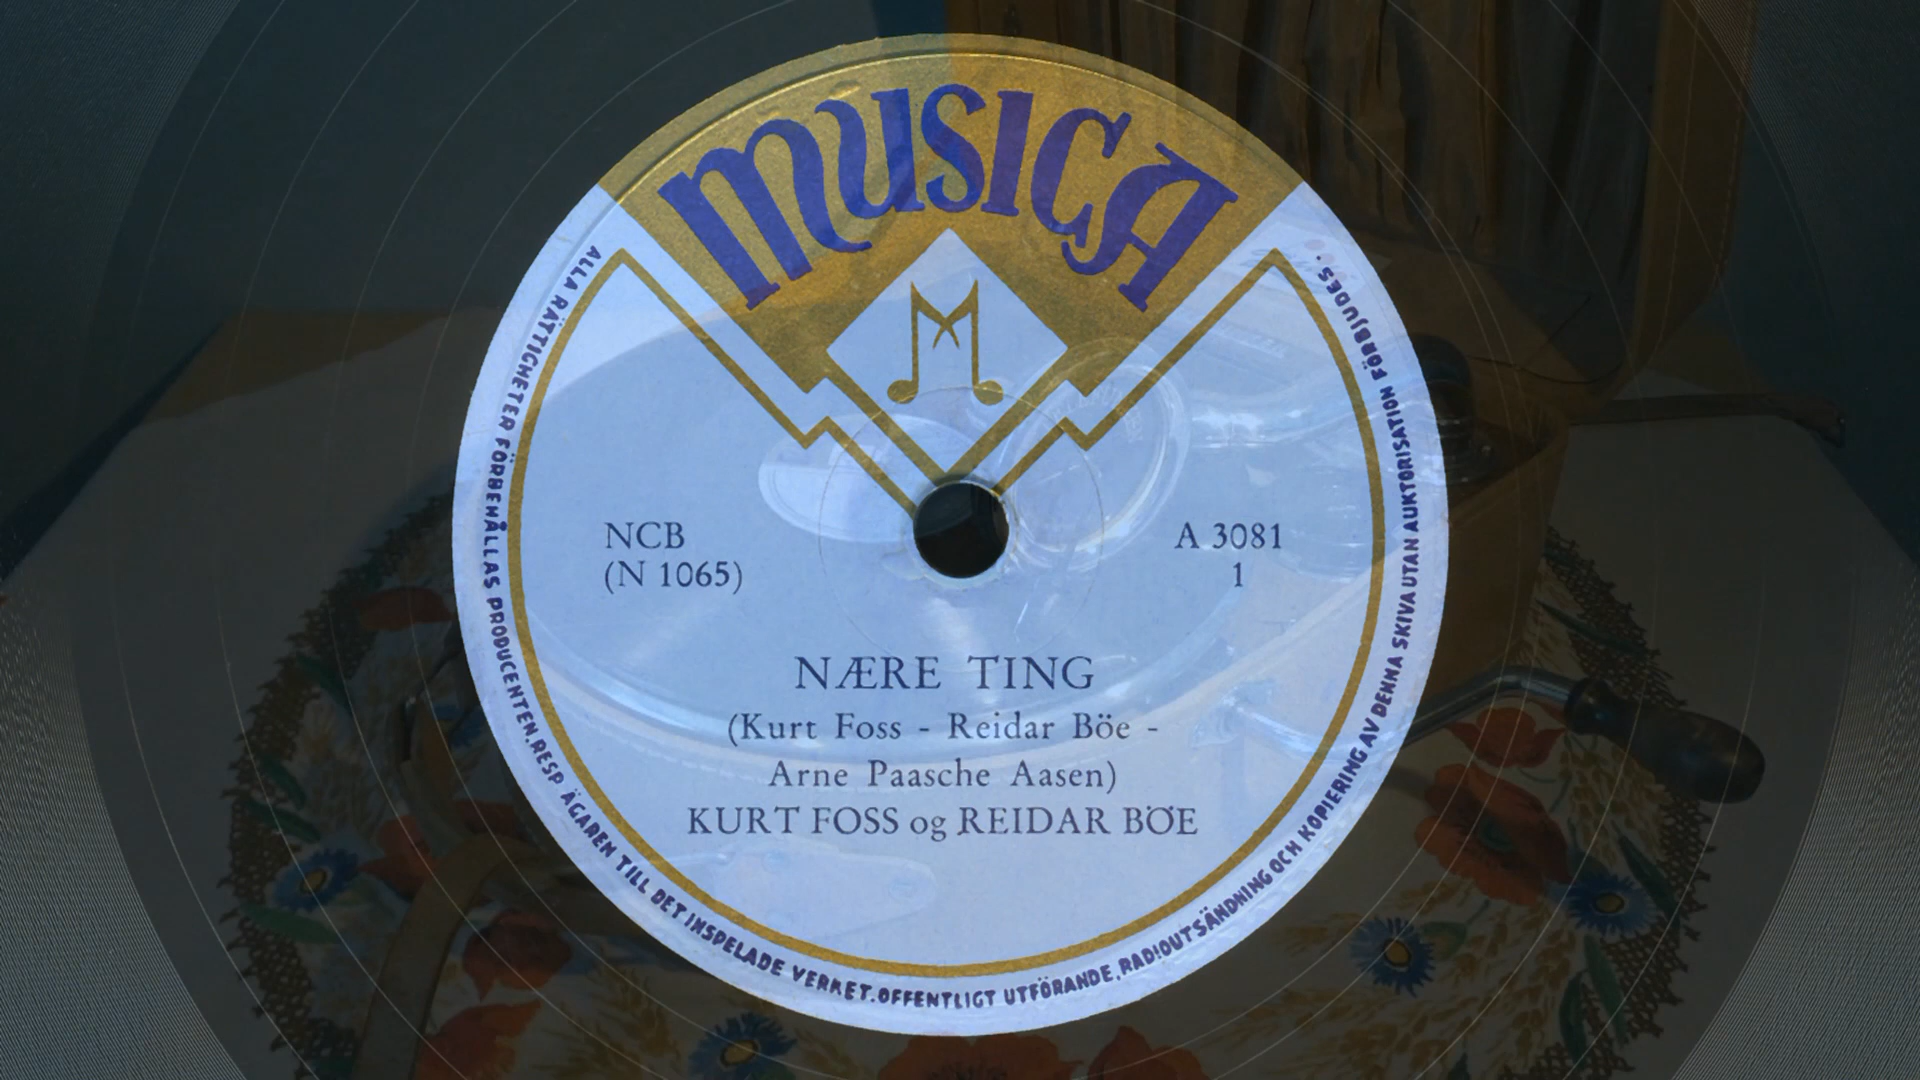 MUSICA
NCB
(N 1065)
A 3081
1
NÆRE TING
(Kurt Foss - Reidar Böe -
Arne Paasche Aasen)
KURT FOSS og REIDAR BÖE
ALLA RÄTTIGHETER FÖRBEHÅLLAS PRODUCENTEN.RESP ÄGAREN TILL DET INSPELADE VERKET.OFFENTLIGT UTFÖRANDE,RADIOUTSÄNDNING OCH KOPIERING AV DENNA SKIVA UTAN AUKTORISATION FÖRBJUDES.